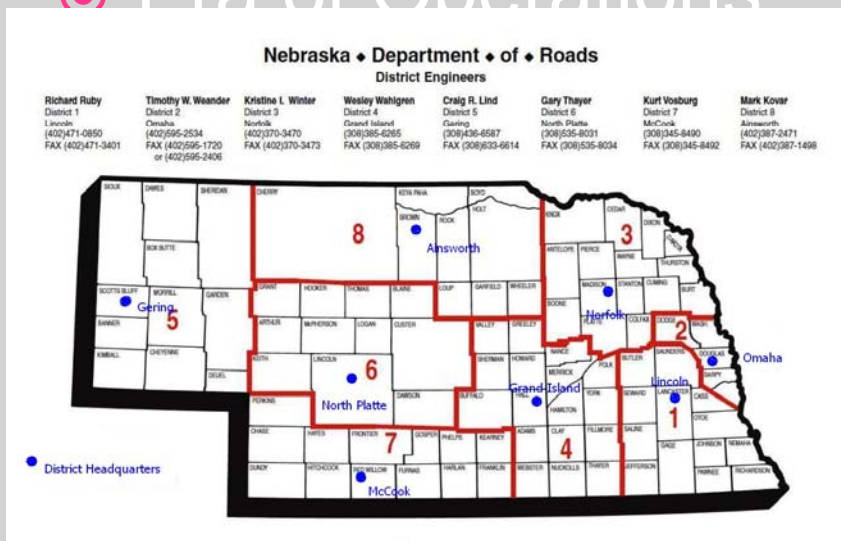 Nebraska ◆ Department ◆ of ◆ Roads
District Engineers
Richard Ruby
District 1
Lincoln
(402)471-0850
FAX (402)471-3401
Timothy W. Weander
District 2
Omaha
(402)595-2534
FAX (402)595-1720
or (402)595-2406
Kristine L Winter
District 3
Norfolk
(402)370-3470
FAX (402)370-3473
Wesley Wahlgren
District 4
Grand Island
(308)385-6265
FAX (308)385-6269
Craig R. Lind
District 5
Gering
(308)436-6587
FAX (308)633-6614
Gary Thayer
District 6
North Platte
(308)535-8031
FAX (308)535-8034
Kurt Vosburg
District 7
McCook
(308)345-8490
FAX (308)345-8492
Mark Kovar
District 8
Ainsworth
(402)387-2471
FAX (402)387-1498
SIOUX
DAWES
SHERIDAN
CHERRY
KEYA PAHA
BOYD
BROWN
ROCK
HOLT
KNOX
CEDAR
DIXON
DAKOTA
8
3
Ainsworth
BOX BUTTE
ANTELOPE
PIERCE
WAYNE
THURSTON
SCOTTS BLUFF
MORRILL
GARDEN
GRANT
HOOKER
THOMAS
BLAINE
LOUP
GARFIELD
WHEELER
BOONE
MADISON
STANTON
CUMING
BURT
Gering
5
Norfolk
BANNER
ARTHUR
McPHERSON
LOGAN
CUSTER
VALLEY
GREELEY
PLATTE
COLFAX
DODGE
WASH.
2
KIMBALL
CHEYENNE
DEUEL
KEITH
LINCOLN
6
SHERMAN
HOWARD
NANCE
MERRICK
POLK
BUTLER
SAUNDERS
DOUGLAS
SARPY
Omaha
North Platte
Grand Island
Lincoln
PERKINS
DAWSON
BUFFALO
HALL
HAMILTON
YORK
SEWARD
LANCASTER
CASS
OTOE
1
CHASE
HAYES
FRONTIER
GOSPER
PHELPS
KEARNEY
ADAMS
CLAY
FILLMORE
SALINE
GAGE
JOHNSON
NEMAHA
7
4
DUNDY
HITCHCOCK
RED WILLOW
FURNAS
HARLAN
FRANKLIN
WEBSTER
NUCKOLLS
THAYER
JEFFERSON
PAWNEE
RICHARDSON
McCook
District Headquarters